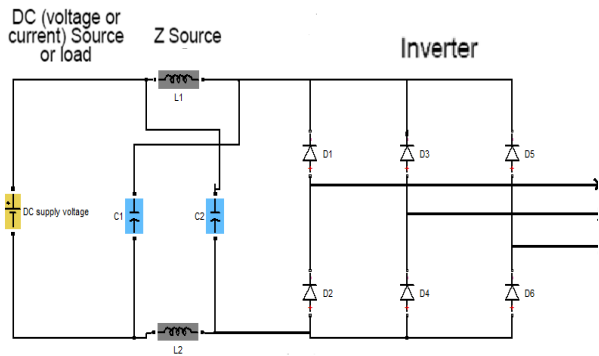 DC (voltage or
current) Source
or load
Z Source
Inverter
L1
D1
D3
D5
DC supply voltage
C1
C2
D2
D4
D6
L2